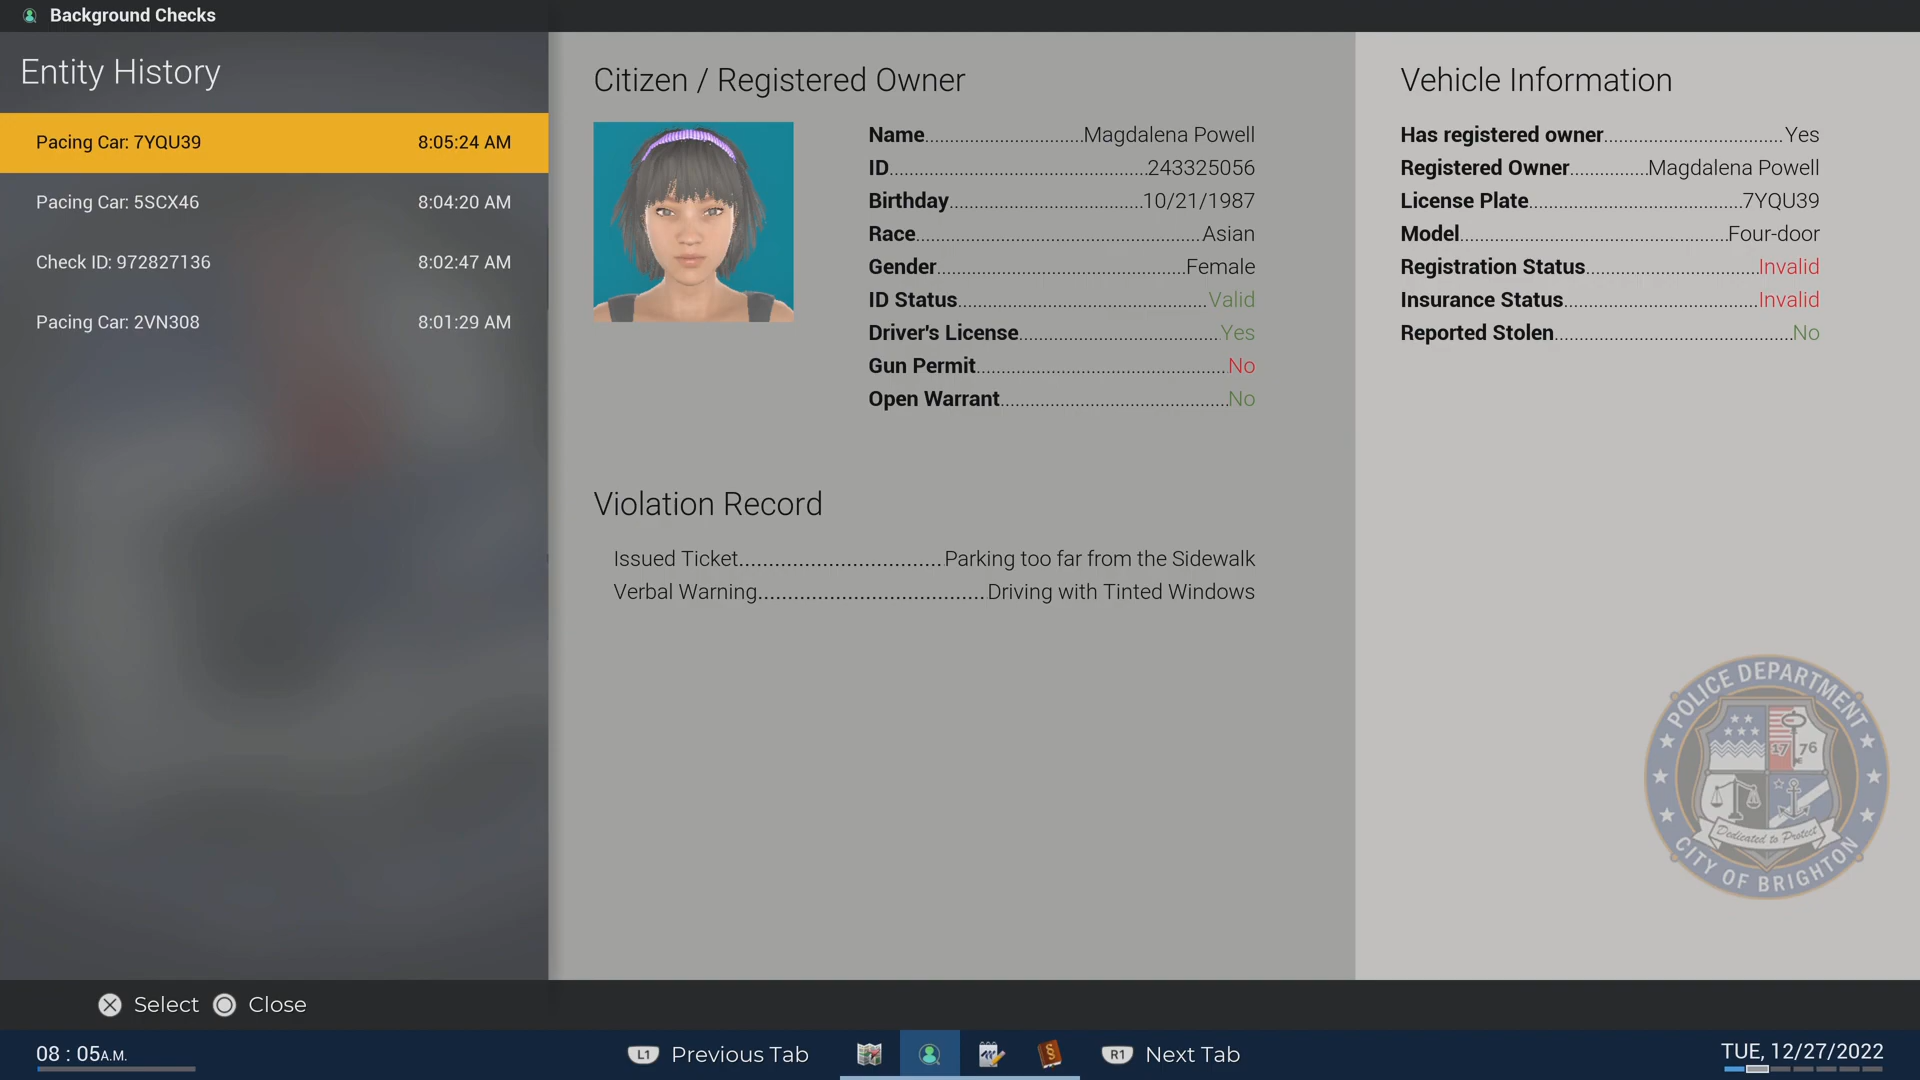 Background Checks
Entity History
Pacing Car: 7YQU39 8:05:24 AM
Pacing Car: 5SCX46 8:04:20 AM
Check ID: 972827136 8:02:47 AM
Pacing Car: 2VN308 8:01:29 AM
Citizen / Registered Owner
Name Magdalena Powell
ID 243325056
Birthday 10/21/1987
Race Asian
Gender Female
ID Status Valid
Driver's License Yes
Gun Permit No
Open Warrant No
Violation Record
Issued Ticket Parking too far from the Sidewalk
Verbal Warning Driving with Tinted Windows
Vehicle Information
Has registered owner Yes
Registered Owner Magdalena Powell
License Plate 7YQU39
Model Four-door
Registration Status Invalid
Insurance Status Invalid
Reported Stolen No
POLICE DEPARTMENT
17 76
Dedicated to Protect
CITY OF BRIGHTON
Select Close
08 : 05 A.M.
L1 Previous Tab
R1 Next Tab
TUE, 12/27/2022